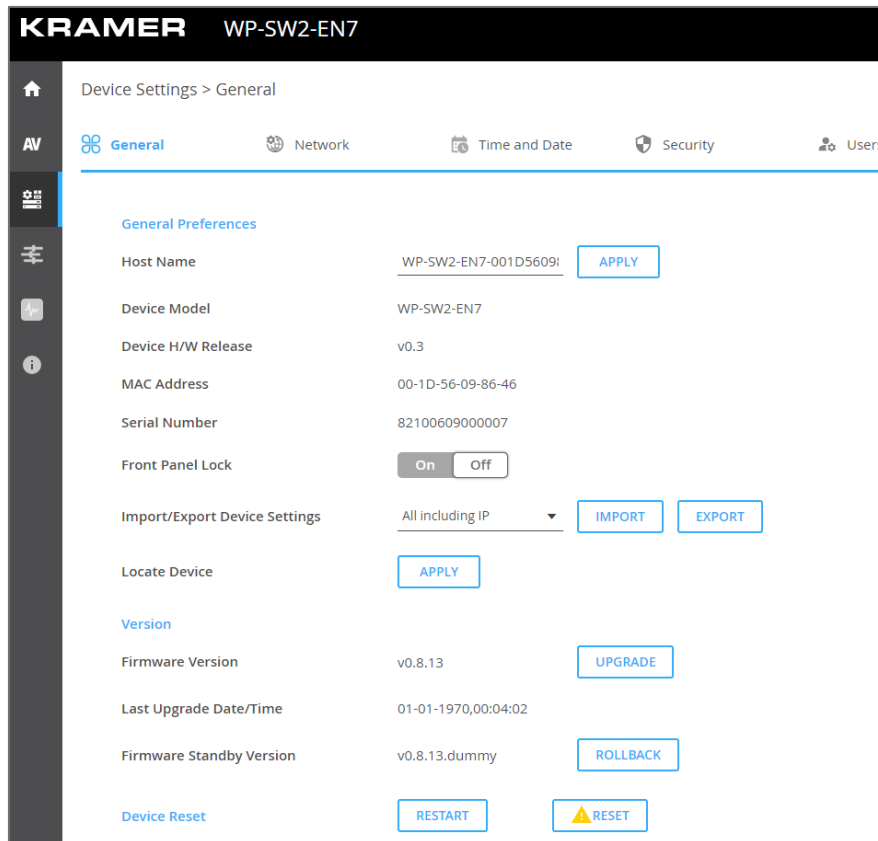 KRAMER WP-SW2-EN7
Device Settings > General
AV
General Network Time and Date Security User
General Preferences
Host Name WP-SW2-EN7-001D5609 APPLY
Device Model WP-SW2-EN7
Device H/W Release v0.3
MAC Address 00-1D-56-09-86-46
Serial Number 82100609000007
Front Panel Lock On Off
Import/Export Device Settings All including IP IMPORT EXPORT
Locate Device APPLY
Version
Firmware Version v0.8.13 UPGRADE
Last Upgrade Date/Time 01-01-1970,00:04:02
Firmware Standby Version v0.8.13.dummy ROLLBACK
Device Reset RESTART RESET